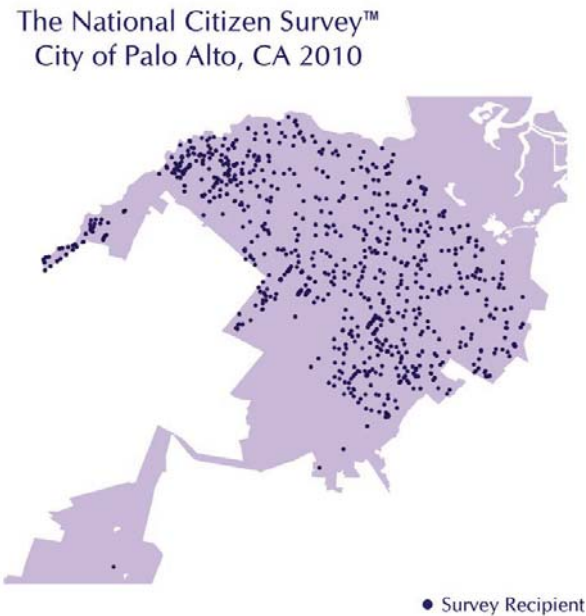 The National Citizen Survey™
City of Palo Alto, CA 2010
Survey Recipient